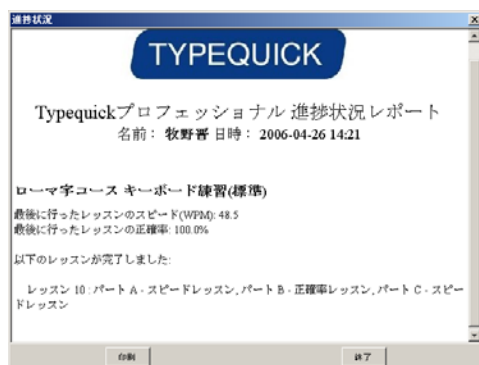 進捗状況
TYPEQUICK
Typequickプロフェッショナル 進捗状況レポート
名前: 牧野晋 日時: 2006-04-26 14:21
ローマ字コース キーボード練習(標準)
最後に行ったレッスンのスピード(WPM): 48.5
最後に行ったレッスンの正確率: 100.0%
以下のレッスンが完了しました:
レッスン 10 : パート A - スピードレッスン, パート B - 正確率レッスン, パート C - スピー
ドレッスン
印刷
終了